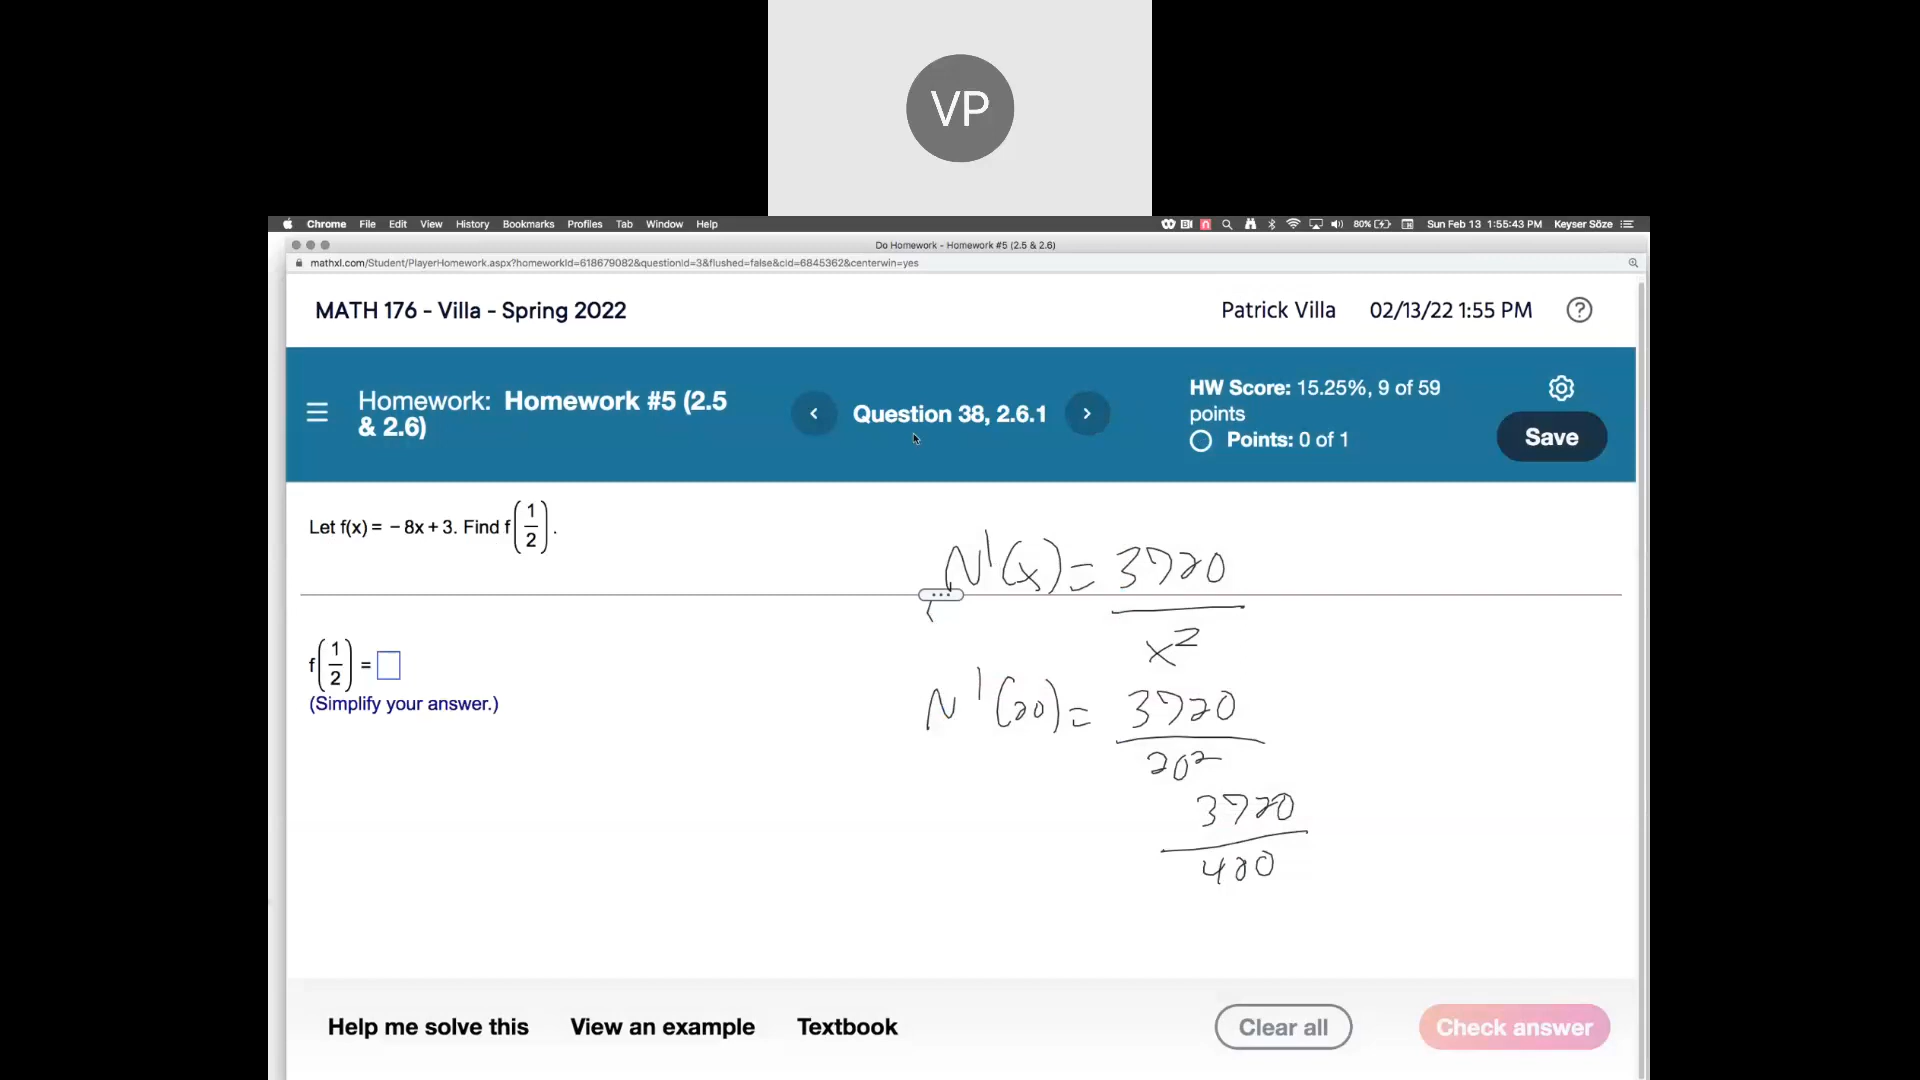 VP
Chrome File Edit View History Bookmarks Profiles Tab Window Help 80% Sun Feb 13 1:55:43 PM Keyser Söze
Do Homework - Homework #5 (2.5 & 2.6)
mathxl.com/Student/PlayerHomework.aspx?homeworkId=618679082&questionId=3&flushed=false&cId=6845362&centerwin=yes
MATH 176 - Villa - Spring 2022 Patrick Villa 02/13/22 1:55 PM ?
Homework: Homework #5 (2.5
& 2.6)
< Question 38, 2.6.1 >
HW Score: 15.25%, 9 of 59
points
Points: 0 of 1
Save
Let f(x) = − 8x + 3. Find f(1/2).
f(1/2) =
(Simplify your answer.)
N'(x) = 3720
x²
N'(20) = 3720
20²
3720
400
Help me solve this View an example Textbook Clear all Check answer